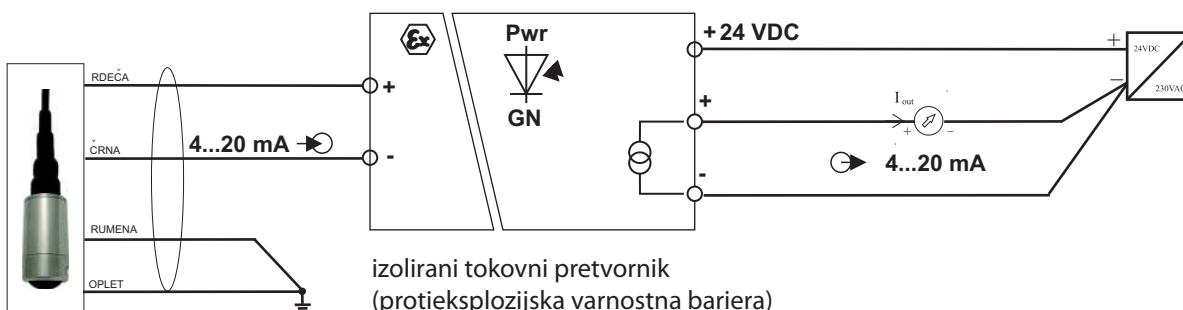 RDEČA
ČRNA
RUMENA
OPLET
4...20 mA
+
-
Ex
Pwr
GN
+ 24 VDC
+
-
I out
+ -
4...20 mA
+
-
24VDC
230VAC
izolirani tokovni pretvornik
(protieksplozijska varnostna bariera)